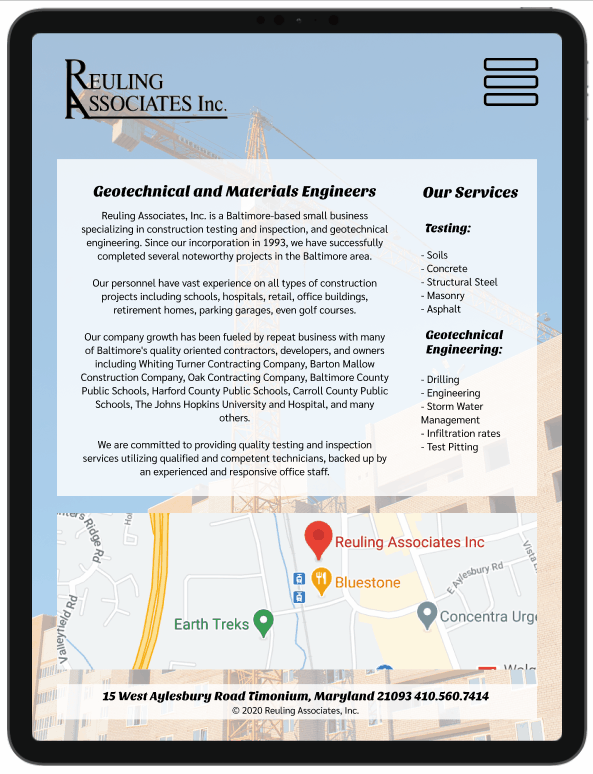 REULING
ASSOCIATES Inc.
Geotechnical and Materials Engineers
Reuling Associates, Inc. is a Baltimore-based small business
specializing in construction testing and inspection, and geotechnical
engineering. Since our incorporation in 1993, we have successfully
completed several noteworthy projects in the Baltimore area.
Our personnel have vast experience on all types of construction
projects including schools, hospitals, retail, office buildings,
retirement homes, parking garages, even golf courses.
Our company growth has been fueled by repeat business with many
of Baltimore's quality oriented contractors, developers, and owners
including Whiting Turner Contracting Company, Barton Mallow
Construction Company, Oak Contracting Company, Baltimore County
Public Schools, Harford County Public Schools, Carroll County Public
Schools, The Johns Hopkins University and Hospital, and many
others.
We are committed to providing quality testing and inspection
services utilizing qualified and competent technicians, backed up by
an experienced and responsive office staff.
Our Services
Testing:
- Soils
- Concrete
- Structural Steel
- Masonry
- Asphalt
Geotechnical
Engineering:
- Drilling
- Engineering
- Storm Water
Management
- Infiltration rates
- Test Pitting
Ridge Rd
Reuling Associates Inc
Vista
E Aylesbury Rd
Bluestone
Valleyfield Rd
Earth Treks
Concentra Urge
15 West Aylesbury Road Timonium, Maryland 21093 410.560.7414
© 2020 Reuling Associates, Inc.